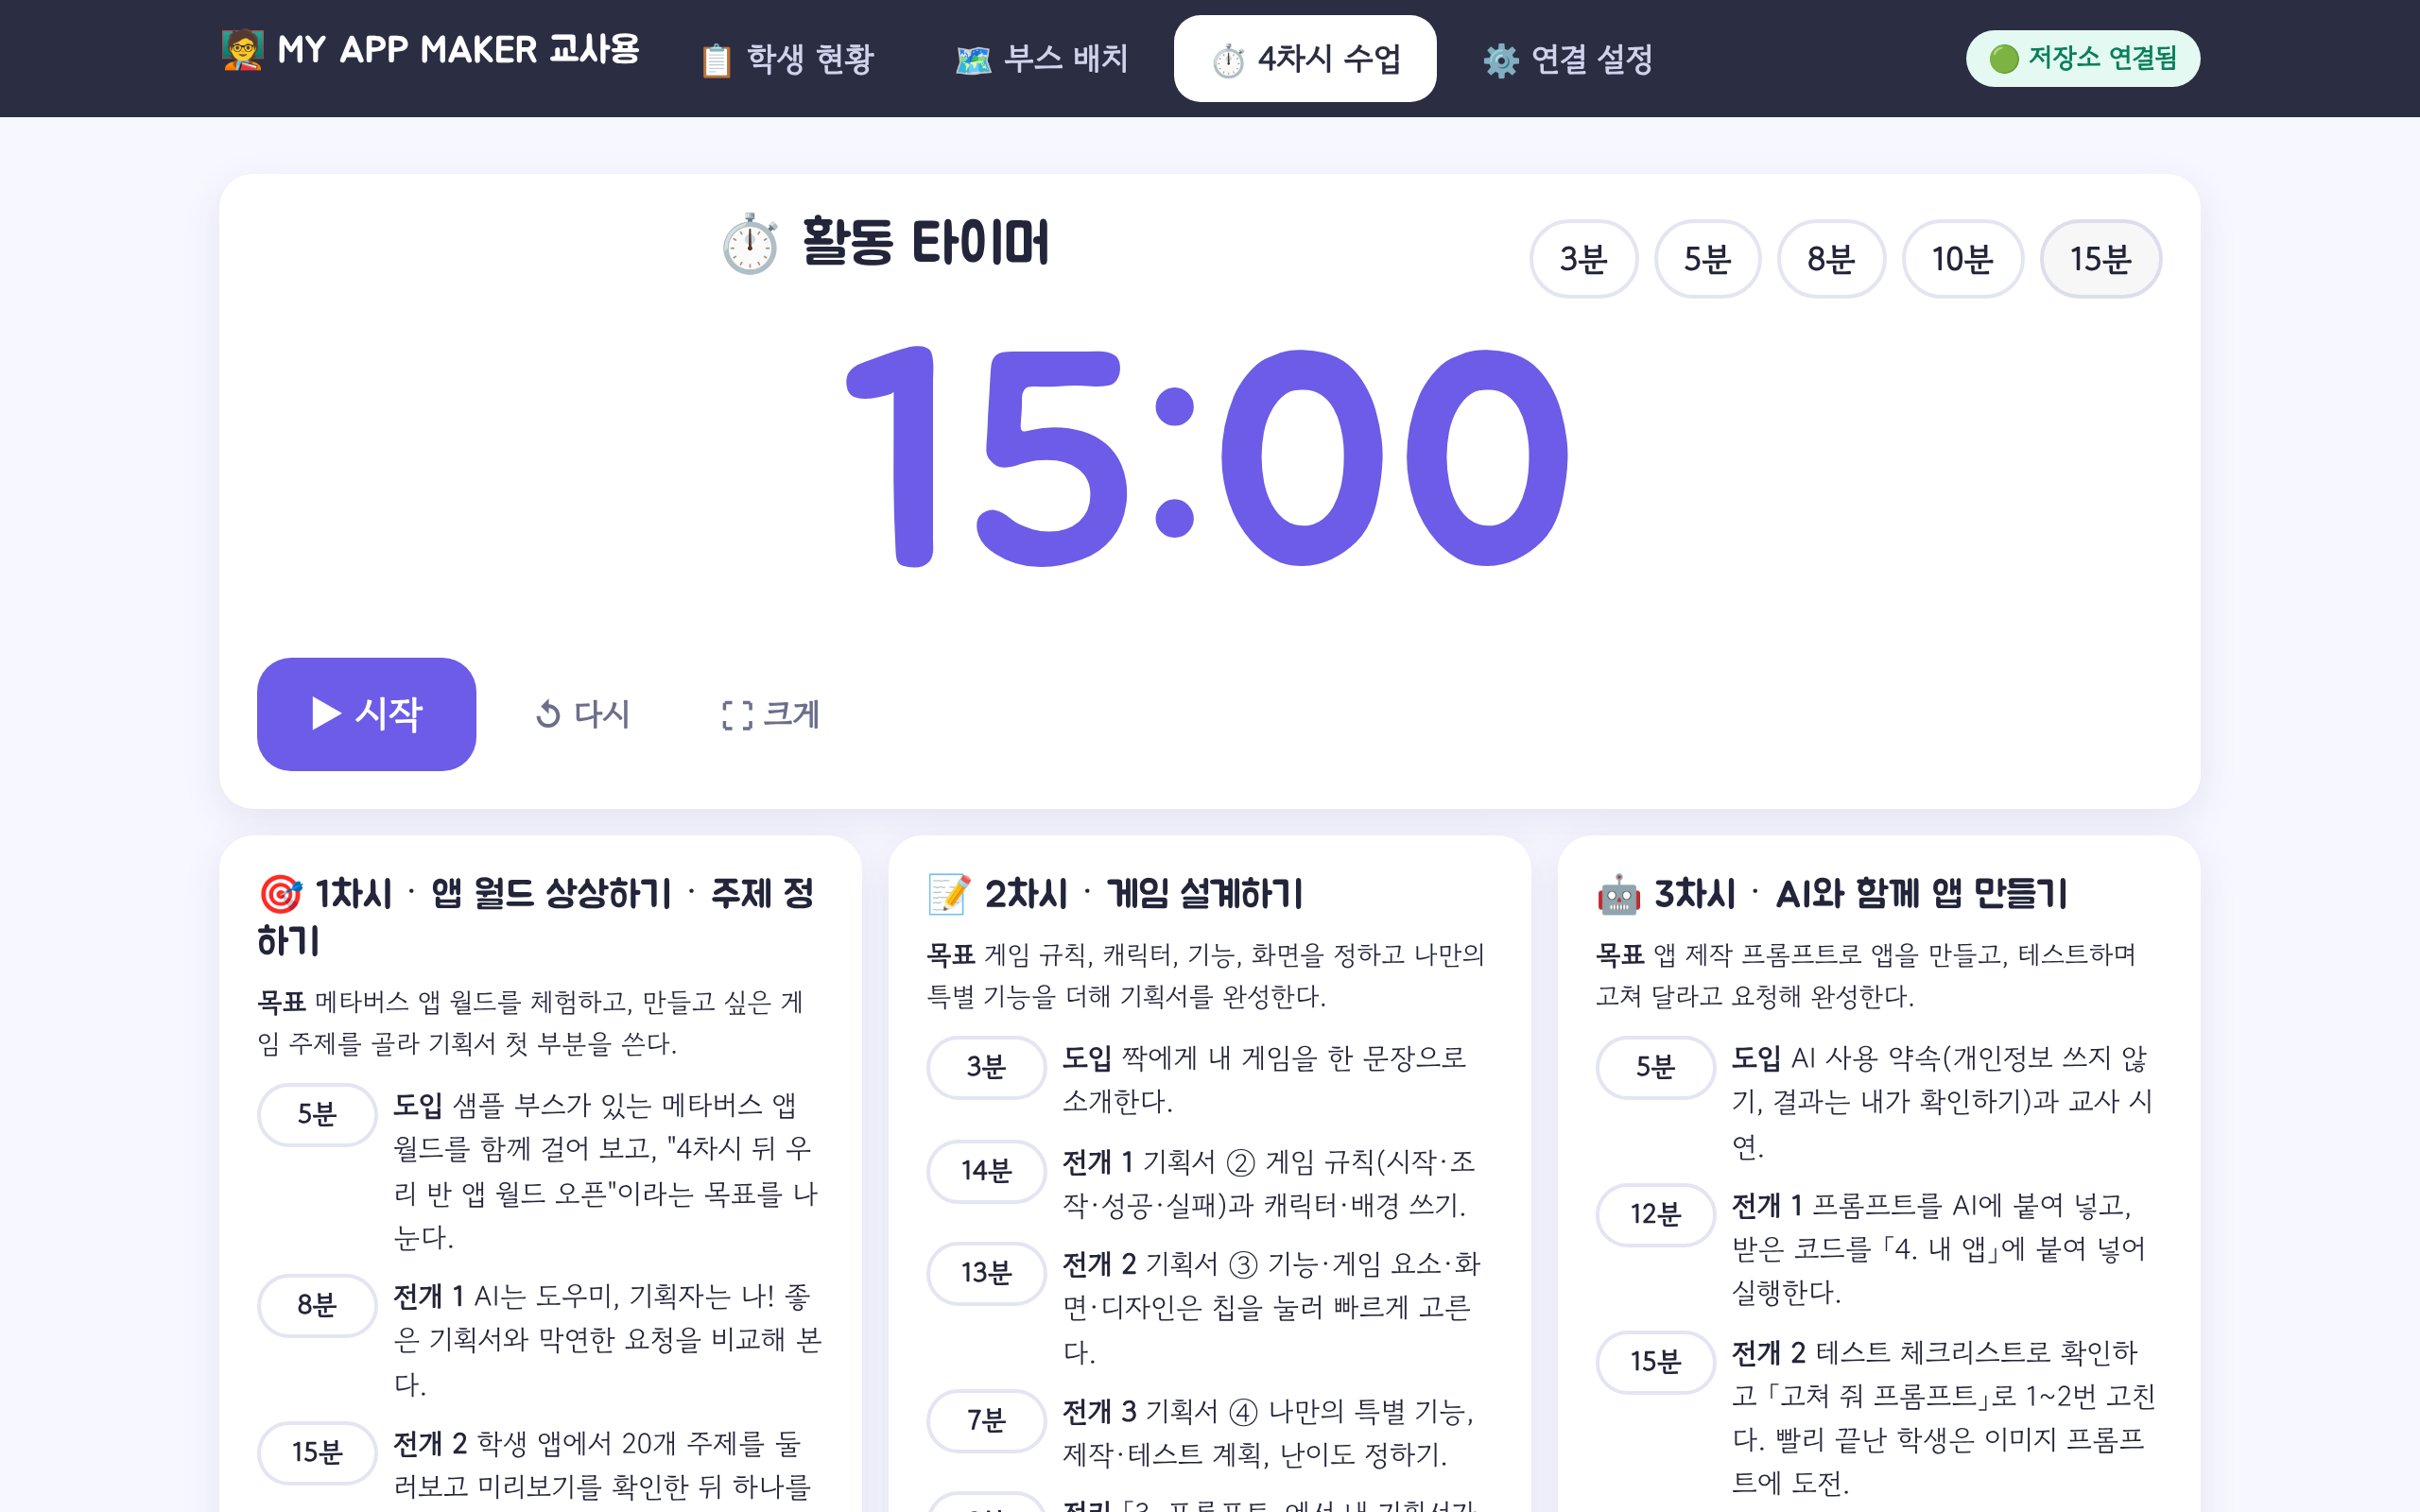 MY APP MAKER 교사용
학생 현황
부스 배치
4차시 수업
연결 설정
저장소 연결됨
활동 타이머
3분
5분
8분
10분
15분
15:00
시작
다시
크게
1차시 · 앱 월드 상상하기 · 주제 정
하기
목표 메타버스 앱 월드를 체험하고, 만들고 싶은 게
임 주제를 골라 기획서 첫 부분을 쓴다.
5분
도입 샘플 부스가 있는 메타버스 앱
월드를 함께 걸어 보고, "4차시 뒤 우
리 반 앱 월드 오픈"이라는 목표를 나
눈다.
8분
전개 1 AI는 도우미, 기획자는 나! 좋
은 기획서와 막연한 요청을 비교해 본
다.
15분
전개 2 학생 앱에서 20개 주제를 둘
러보고 미리보기를 확인한 뒤 하나를
2차시 · 게임 설계하기
목표 게임 규칙, 캐릭터, 기능, 화면을 정하고 나만의
특별 기능을 더해 기획서를 완성한다.
3분
도입 짝에게 내 게임을 한 문장으로
소개한다.
14분
전개 1 기획서 ② 게임 규칙(시작·조
작·성공·실패)과 캐릭터·배경 쓰기.
13분
전개 2 기획서 ③ 기능·게임 요소·화
면·디자인은 칩을 눌러 빠르게 고른
다.
7분
전개 3 기획서 ④ 나만의 특별 기능,
제작·테스트 계획, 난이도 정하기.
3차시 · AI와 함께 앱 만들기
목표 앱 제작 프롬프트로 앱을 만들고, 테스트하며
고쳐 달라고 요청해 완성한다.
5분
도입 AI 사용 약속(개인정보 쓰지 않
기, 결과는 내가 확인하기)과 교사 시
연.
12분
전개 1 프롬프트를 AI에 붙여 넣고,
받은 코드를 「4. 내 앱」에 붙여 넣어
실행한다.
15분
전개 2 테스트 체크리스트로 확인하
고 「고쳐 줘 프롬프트」로 1~2번 고친
다. 빨리 끝난 학생은 이미지 프롬프
트에 도전.